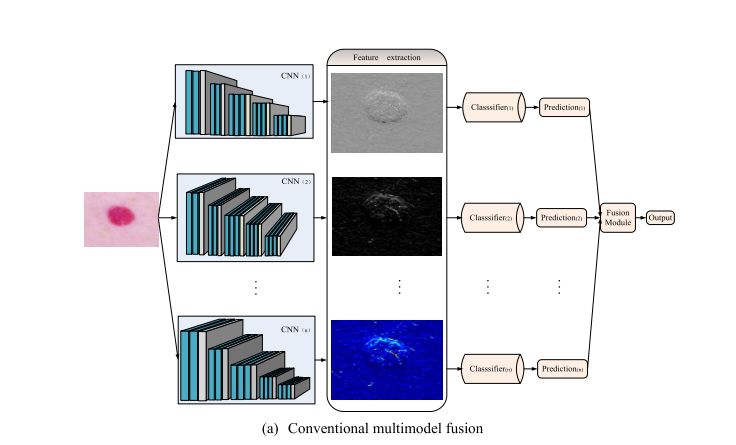 Feature extraction
CNN (1)
Classsifier(1)
Prediction(1)
CNN (2)
Classsifier(2)
Prediction(2)
Fusion
Module
Output
CNN (n)
Classsifier(n)
Prediction(n)
(a) Conventional multimodel fusion